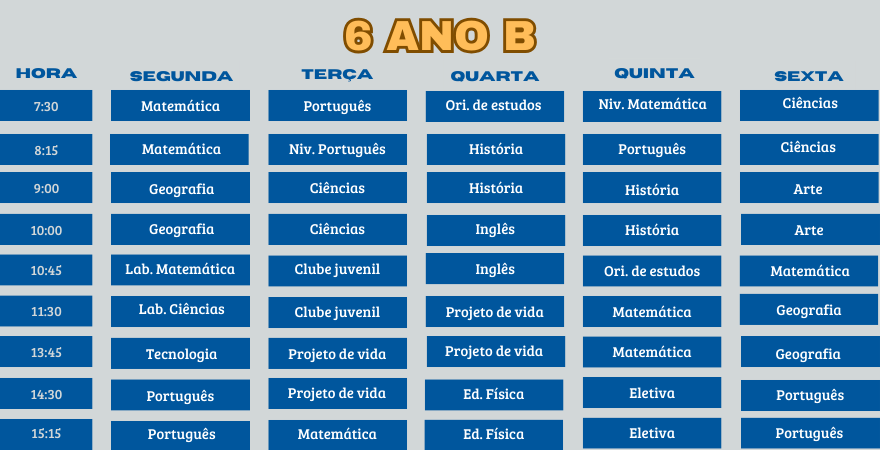 6 ANO B
HORA SEGUNDA TERÇA QUARTA QUINTA SEXTA
7:30 Matemática Português Ori. de estudos Niv. Matemática Ciências
8:15 Matemática Niv. Português História Português Ciências
9:00 Geografia Ciências História História Arte
10:00 Geografia Ciências Inglês História Arte
10:45 Lab. Matemática Clube juvenil Inglês Ori. de estudos Matemática
11:30 Lab. Ciências Clube juvenil Projeto de vida Matemática Geografia
13:45 Tecnologia Projeto de vida Projeto de vida Matemática Geografia
14:30 Português Projeto de vida Ed. Física Eletiva Português
15:15 Português Matemática Ed. Física Eletiva Português